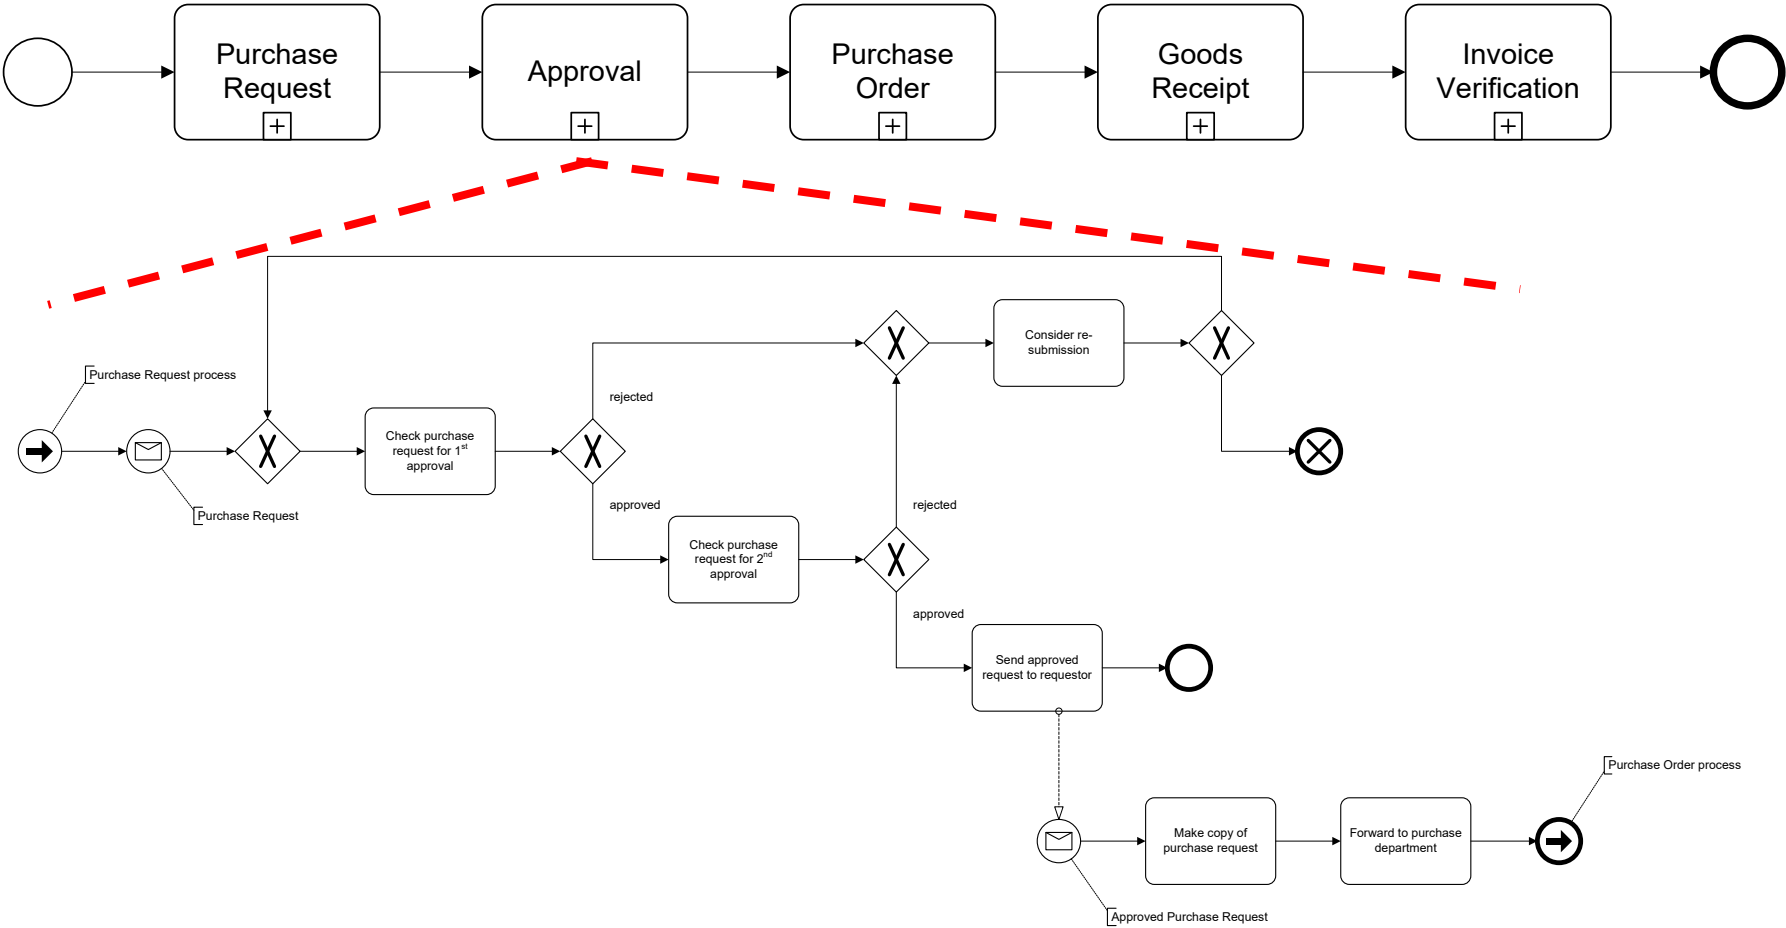 Purchase
Request
Approval
Purchase
Order
Goods
Receipt
Invoice
Verification
Consider re-
submission
Purchase Request process
rejected
Check purchase
request for 1st
approval
Purchase Request
approved
rejected
Check purchase
request for 2nd
approval
approved
Send approved
request to requestor
Purchase Order process
Make copy of
purchase request
Forward to purchase
department
Approved Purchase Request